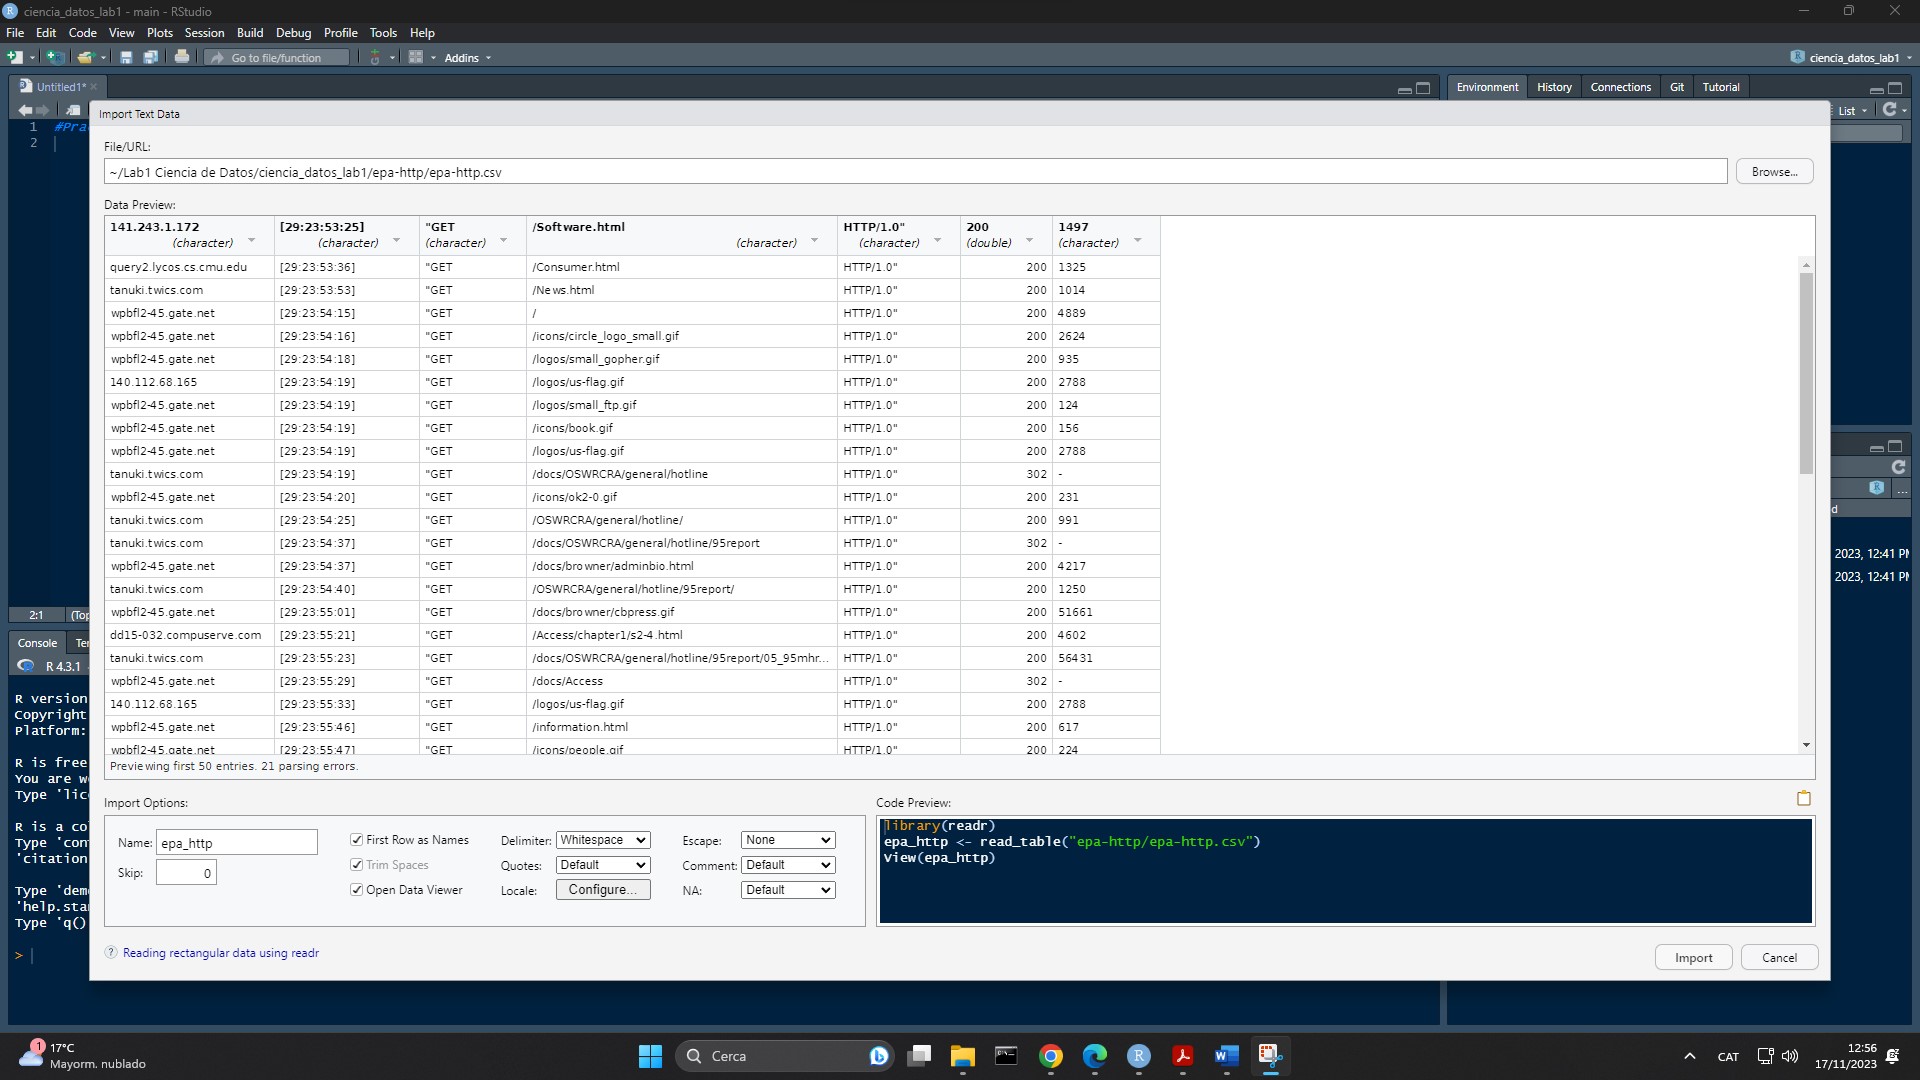 ciencia_datos_lab1 - main - RStudio
File Edit Code View Plots Session Build Debug Profile Tools Help
Go to file/function Addins ciencia_datos_lab1
Untitled1* Environment History Connections Git Tutorial
List
1 #Pra
2
Import Text Data
File/URL:
~/Lab1 Ciencia de Datos/ciencia_datos_lab1/epa-http/epa-http.csv Browse...
Data Preview:
141.243.1.172 [29:23:53:25] "GET /Software.html HTTP/1.0" 200 1497
(character) (character) (character) (character) (character) (double) (character)
query2.lycos.cs.cmu.edu [29:23:53:36] "GET /Consumer.html HTTP/1.0" 200 1325
tanuki.twics.com [29:23:53:53] "GET /News.html HTTP/1.0" 200 1014
wpbfl2-45.gate.net [29:23:54:15] "GET / HTTP/1.0" 200 4889
wpbfl2-45.gate.net [29:23:54:16] "GET /icons/circle_logo_small.gif HTTP/1.0" 200 2624
wpbfl2-45.gate.net [29:23:54:18] "GET /logos/small_gopher.gif HTTP/1.0" 200 935
140.112.68.165 [29:23:54:19] "GET /logos/us-flag.gif HTTP/1.0" 200 2788
wpbfl2-45.gate.net [29:23:54:19] "GET /logos/small_ftp.gif HTTP/1.0" 200 124
wpbfl2-45.gate.net [29:23:54:19] "GET /icons/book.gif HTTP/1.0" 200 156
wpbfl2-45.gate.net [29:23:54:19] "GET /logos/us-flag.gif HTTP/1.0" 200 2788
tanuki.twics.com [29:23:54:19] "GET /docs/OSWRCRA/general/hotline HTTP/1.0" 302 -
wpbfl2-45.gate.net [29:23:54:20] "GET /icons/ok2-0.gif HTTP/1.0" 200 231
tanuki.twics.com [29:23:54:25] "GET /OSWRCRA/general/hotline/ HTTP/1.0" 200 991
tanuki.twics.com [29:23:54:37] "GET /docs/OSWRCRA/general/hotline/95report HTTP/1.0" 302 -
wpbfl2-45.gate.net [29:23:54:37] "GET /docs/browner/adminbio.html HTTP/1.0" 200 4217
tanuki.twics.com [29:23:54:40] "GET /OSWRCRA/general/hotline/95report/ HTTP/1.0" 200 1250
wpbfl2-45.gate.net [29:23:55:01] "GET /docs/browner/cbpress.gif HTTP/1.0" 200 51661
dd15-032.compuserve.com [29:23:55:21] "GET /Access/chapter1/s2-4.html HTTP/1.0" 200 4602
tanuki.twics.com [29:23:55:23] "GET /docs/OSWRCRA/general/hotline/95report/05_95mhr... HTTP/1.0" 200 56431
wpbfl2-45.gate.net [29:23:55:29] "GET /docs/Access HTTP/1.0" 302 -
140.112.68.165 [29:23:55:33] "GET /logos/us-flag.gif HTTP/1.0" 200 2788
wpbfl2-45.gate.net [29:23:55:46] "GET /information.html HTTP/1.0" 200 617
wpbfl2-45.gate.net [29:23:55:47] "GET /icons/people.gif HTTP/1.0" 200 224
Previewing first 50 entries. 21 parsing errors.
d
2023, 12:41 PM
2023, 12:41 PM
2:1 (Top
Console Ter
R 4.3.1
R version
Copyright
Platform:
R is free
You are w
Type 'lic
R is a co
Type 'con
'citation
Type 'dem
'help.sta
Type 'q()
>
Import Options: Code Preview:
Name: epa_http First Row as Names Delimiter: Whitespace Escape: None
Skip: 0 Trim Spaces Quotes: Default Comment: Default
Open Data Viewer Locale: Configure... NA: Default
library(readr)
epa_http <- read_table("epa-http/epa-http.csv")
View(epa_http)
? Reading rectangular data using readr
Import Cancel
1 17°C
Mayorm. nublado
Cerca
CAT
12:56
17/11/2023